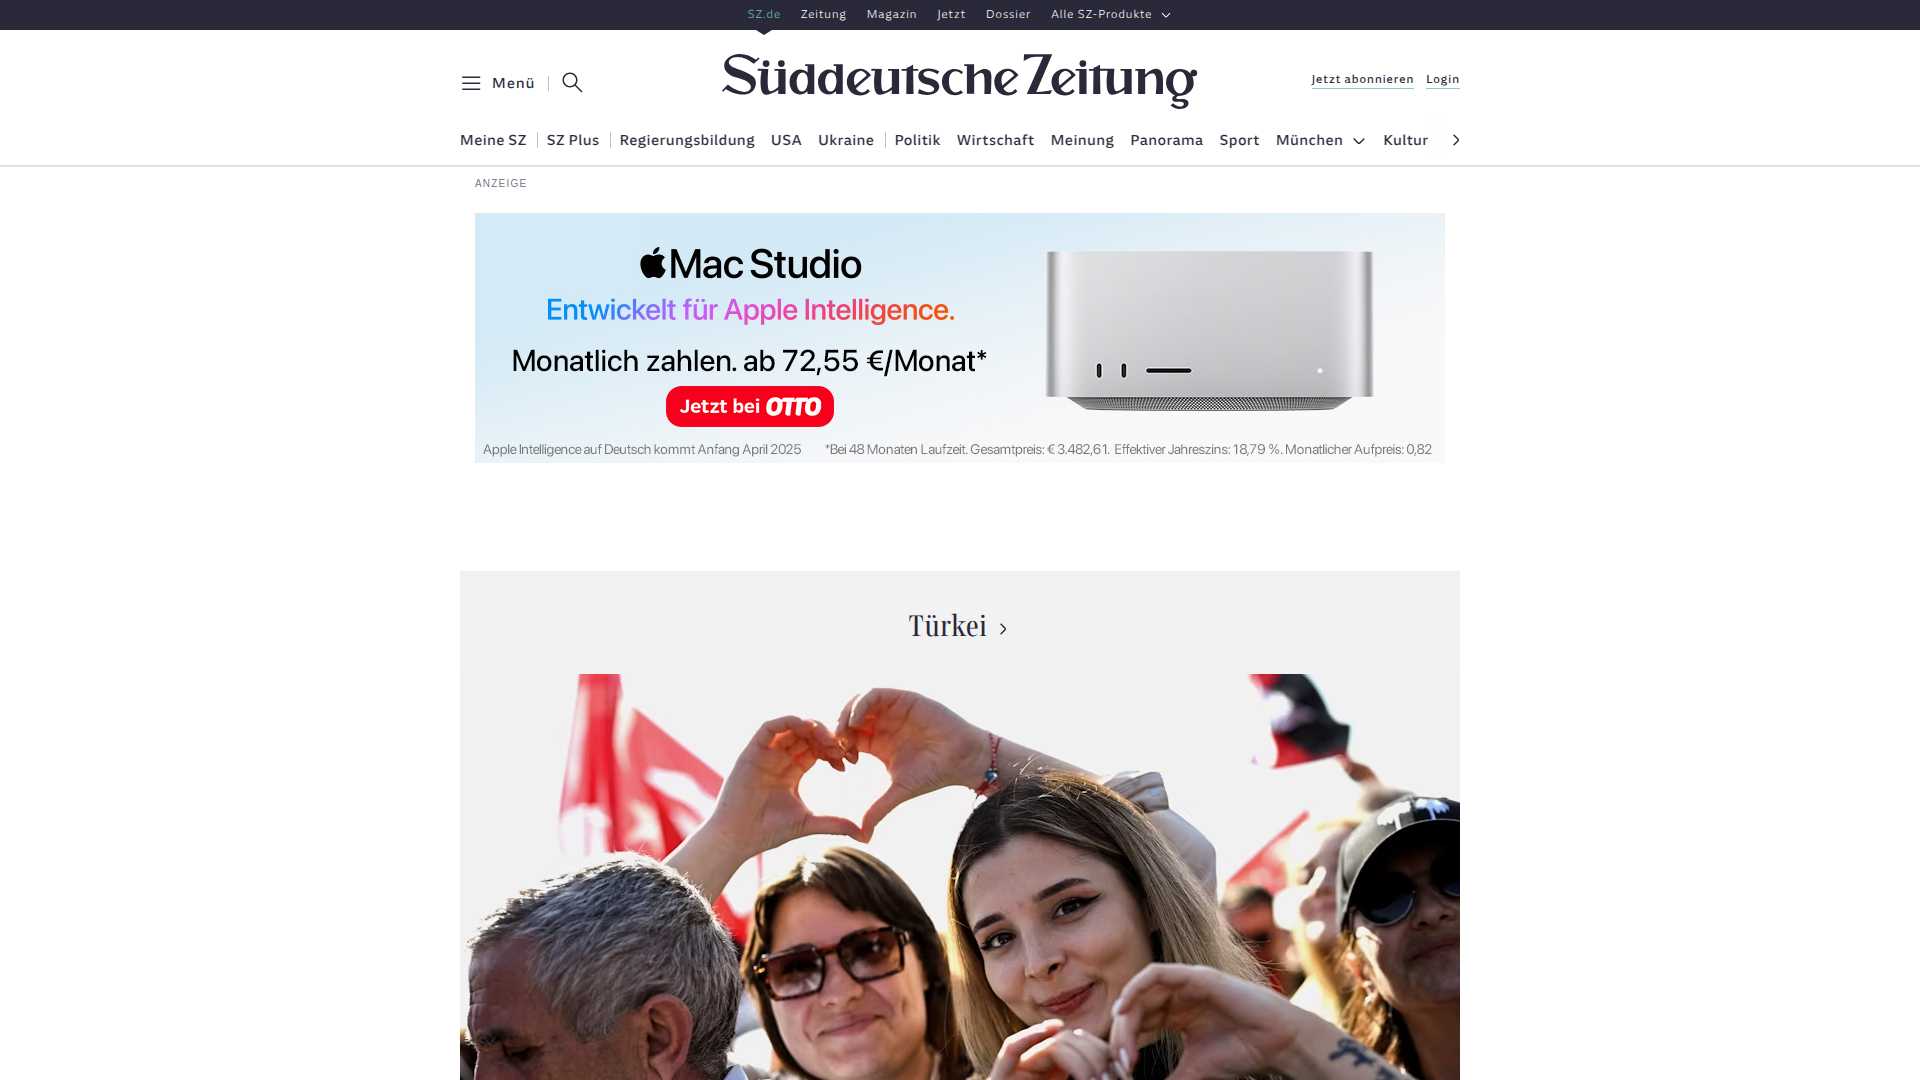 SZ.de Zeitung Magazin Jetzt Dossier Alle SZ-Produkte
Menü
Süddeutsche Zeitung
Jetzt abonnieren Login
Meine SZ SZ Plus Regierungsbildung USA Ukraine Politik Wirtschaft Meinung Panorama Sport München Kultur
ANZEIGE
Mac Studio
Entwickelt für Apple Intelligence.
Monatlich zahlen. ab 72,55 €/Monat*
Jetzt bei OTTO
Apple Intelligence auf Deutsch kommt Anfang April 2025 *Bei 48 Monaten Laufzeit. Gesamtpreis: € 3.482,61. Effektiver Jahreszins: 18,79 %. Monatlicher Aufpreis: 0,82
Türkei